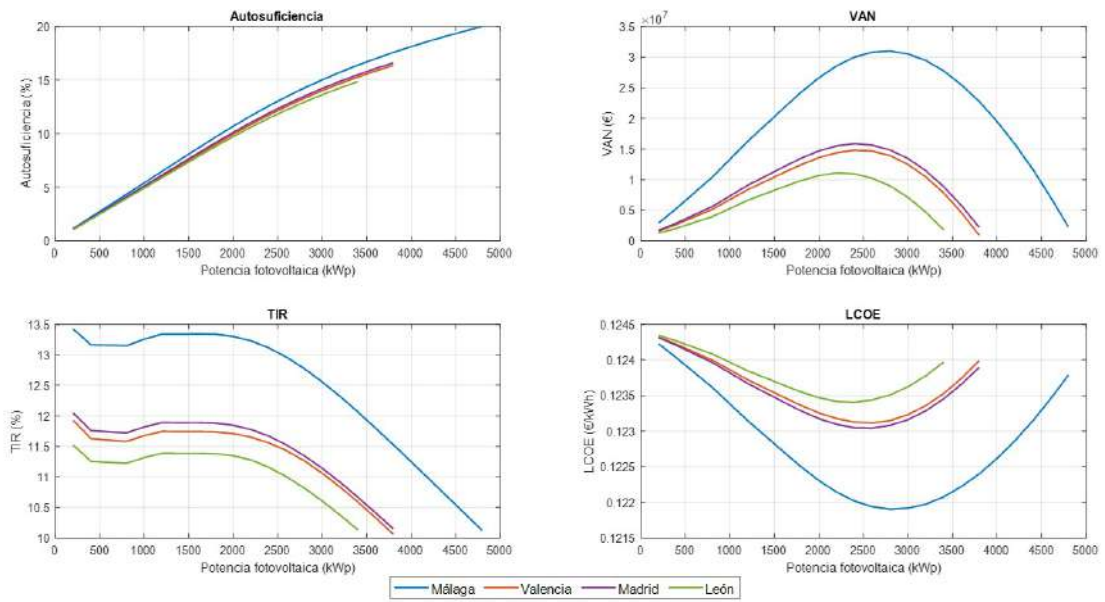 Autosuficiencia
20
15
10
5
0
Autosuficiencia (%)
0 500 1000 1500 2000 2500 3000 3500 4000 4500 5000
Potencia fotovoltaica (kWp)
VAN
×10⁷
3.5
3
2.5
2
1.5
1
0.5
0
VAN (€)
0 500 1000 1500 2000 2500 3000 3500 4000 4500 5000
Potencia fotovoltaica (kWp)
TIR
13.5
13
12.5
12
11.5
11
10.5
10
TIR (%)
0 500 1000 1500 2000 2500 3000 3500 4000 4500 5000
Potencia fotovoltaica (kWp)
LCOE
0.1245
0.124
0.1235
0.123
0.1225
0.122
0.1215
LCOE (€/kWh)
0 500 1000 1500 2000 2500 3000 3500 4000 4500 5000
Potencia fotovoltaica (kWp)
Málaga Valencia Madrid León